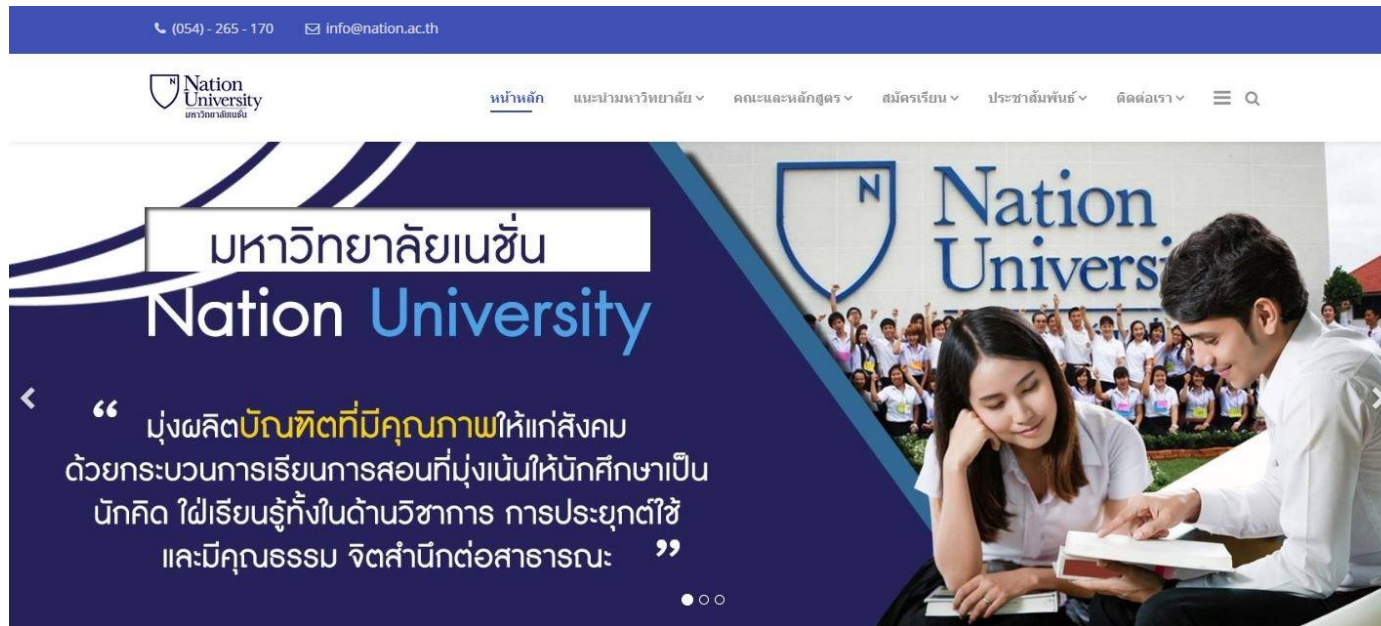 (054) - 265 - 170 info@nation.ac.th
N Nation
University
มหาวิทยาลัยเนชั่น
หน้าหลัก แนะนำมหาวิทยาลัย คณะและหลักสูตร สมัครเรียน ประชาสัมพันธ์ ติดต่อเรา
มหาวิทยาลัยเนชั่น
Nation University
“ มุ่งผลิตบัณฑิตที่มีคุณภาพให้แก่สังคม
ด้วยกระบวนการเรียนการสอนที่มุ่งเน้นให้นักศึกษาเป็น
นักคิด ใฝ่เรียนรู้ทั้งในด้านวิชาการ การประยุกต์ใช้
และมีคุณธรรม จิตสำนึกต่อสาธารณะ ”
N Nation
Universi